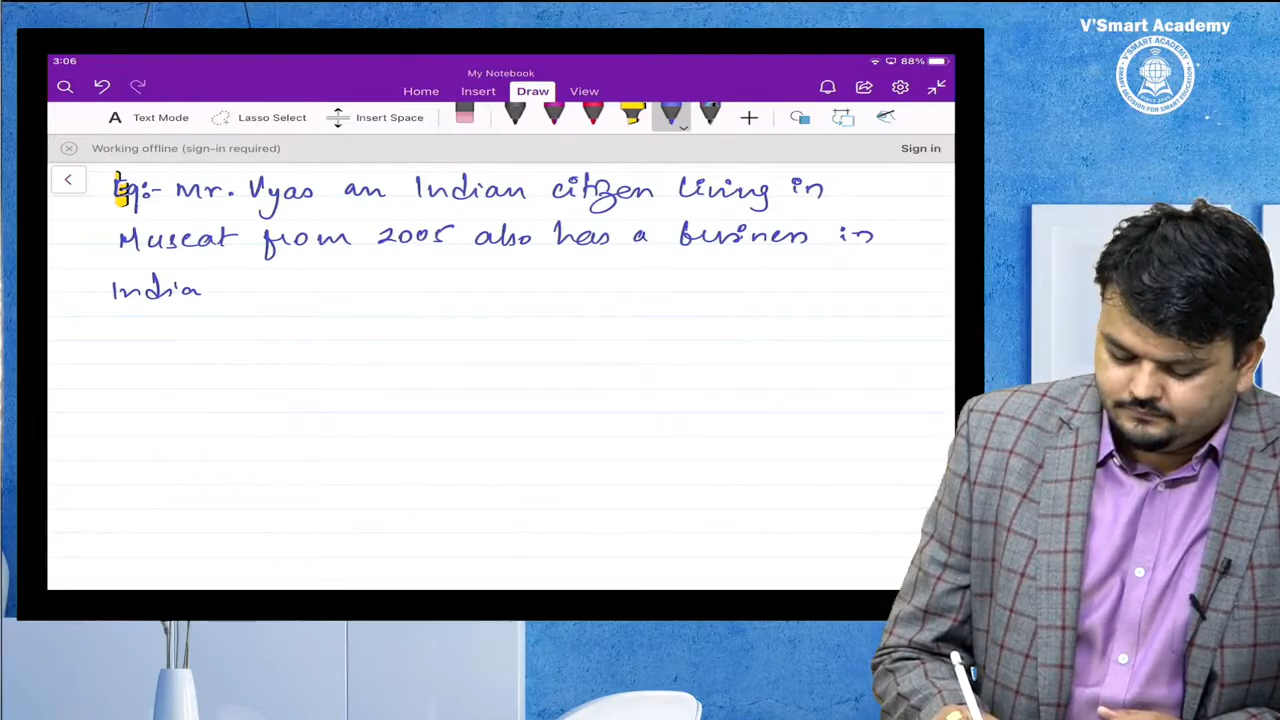 V'Smart Academy
3:06
88%
My Notebook
Home Insert Draw View
Text Mode Lasso Select Insert Space
Working offline (sign-in required) Sign in
Eg:- Mr. Vyas an Indian citizen living in
Muscat from 2005 also has a business in
India